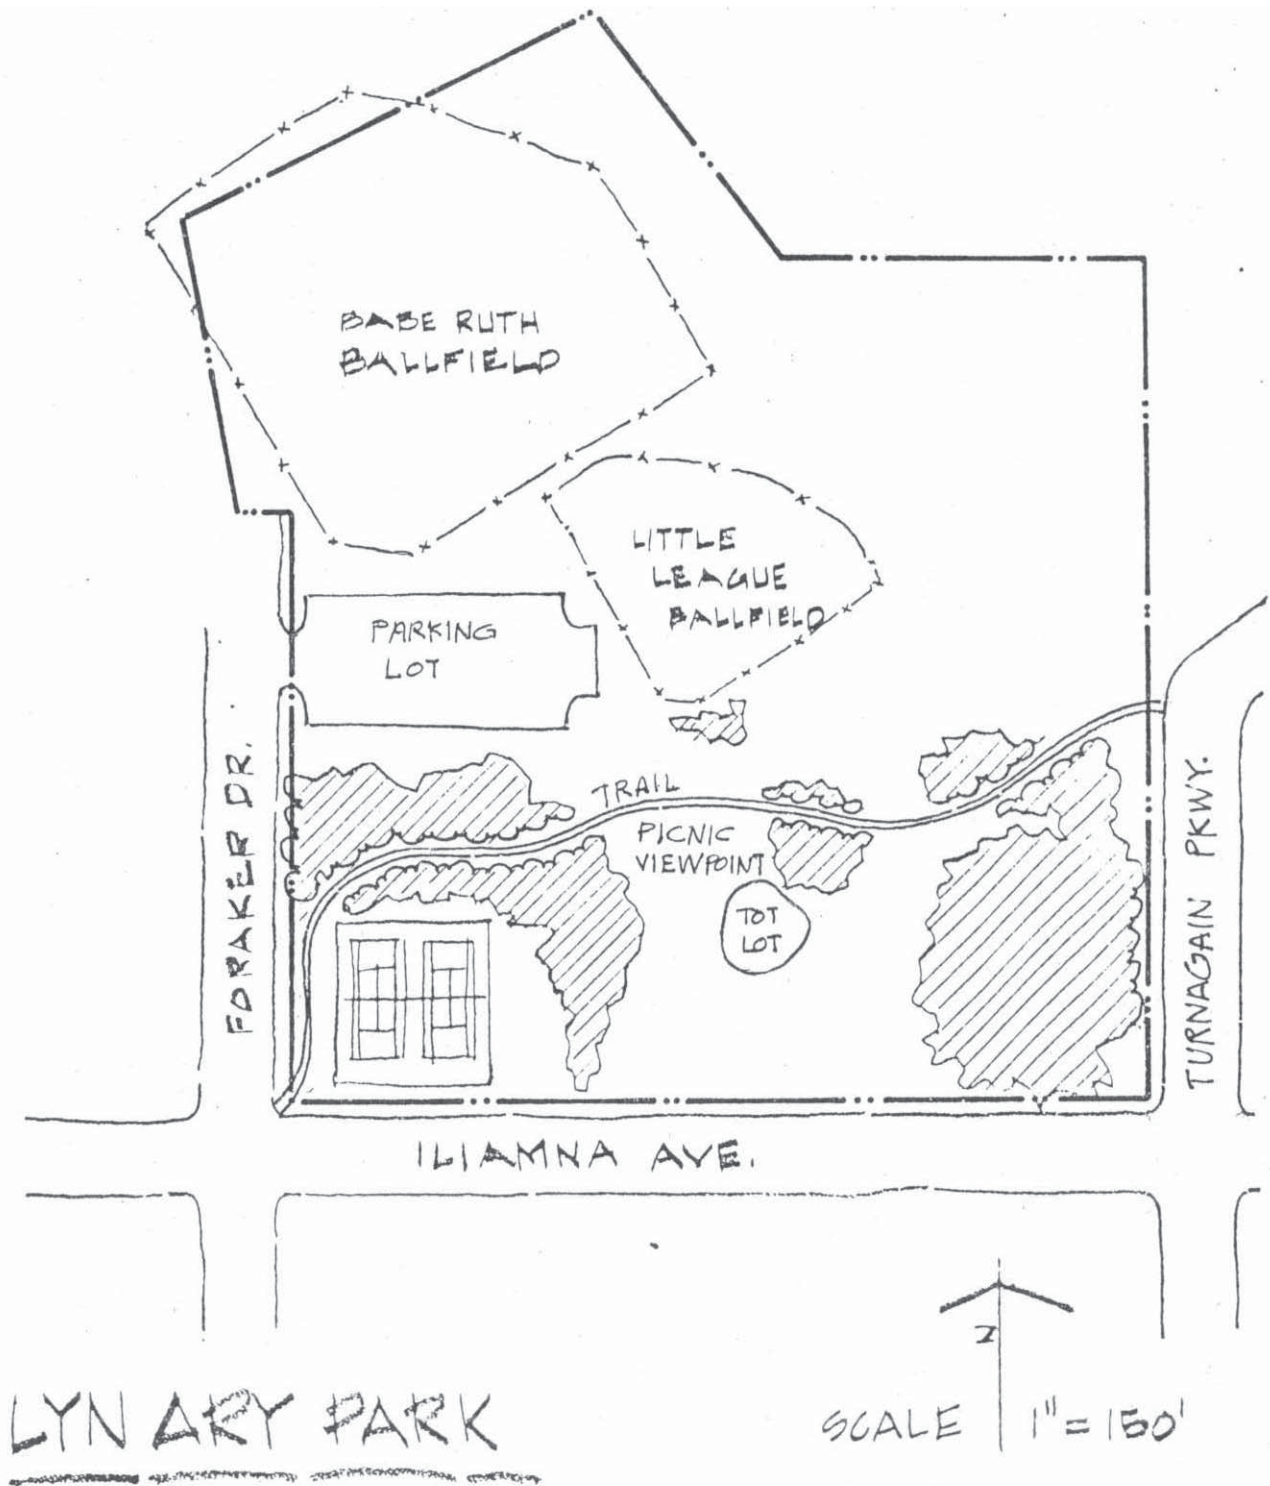 BABE RUTH
BALLFIELD
LITTLE
LEAGUE
BALLFIELD
PARKING
LOT
FORAKER DR.
TRAIL
PICNIC
VIEWPOINT
TOT
LOT
TURNAGAIN PKWY.
ILIAMNA AVE.
N
LYN ARY PARK
SCALE 1"=150'